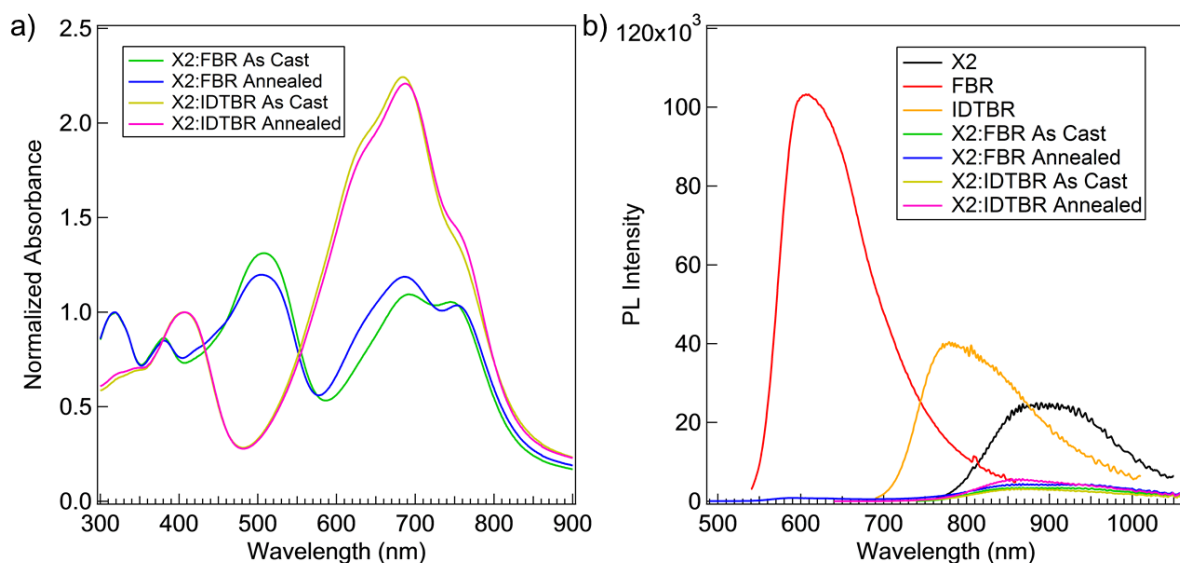 a)
2.5
2.0
1.5
1.0
0.5
0.0
Normalized Absorbance
X2:FBR As Cast
X2:FBR Annealed
X2:IDTBR As Cast
X2:IDTBR Annealed
300 400 500 600 700 800 900
Wavelength (nm)
b)
120x10³
100
80
60
40
20
0
PL Intensity
X2
FBR
IDTBR
X2:FBR As Cast
X2:FBR Annealed
X2:IDTBR As Cast
X2:IDTBR Annealed
500 600 700 800 900 1000
Wavelength (nm)